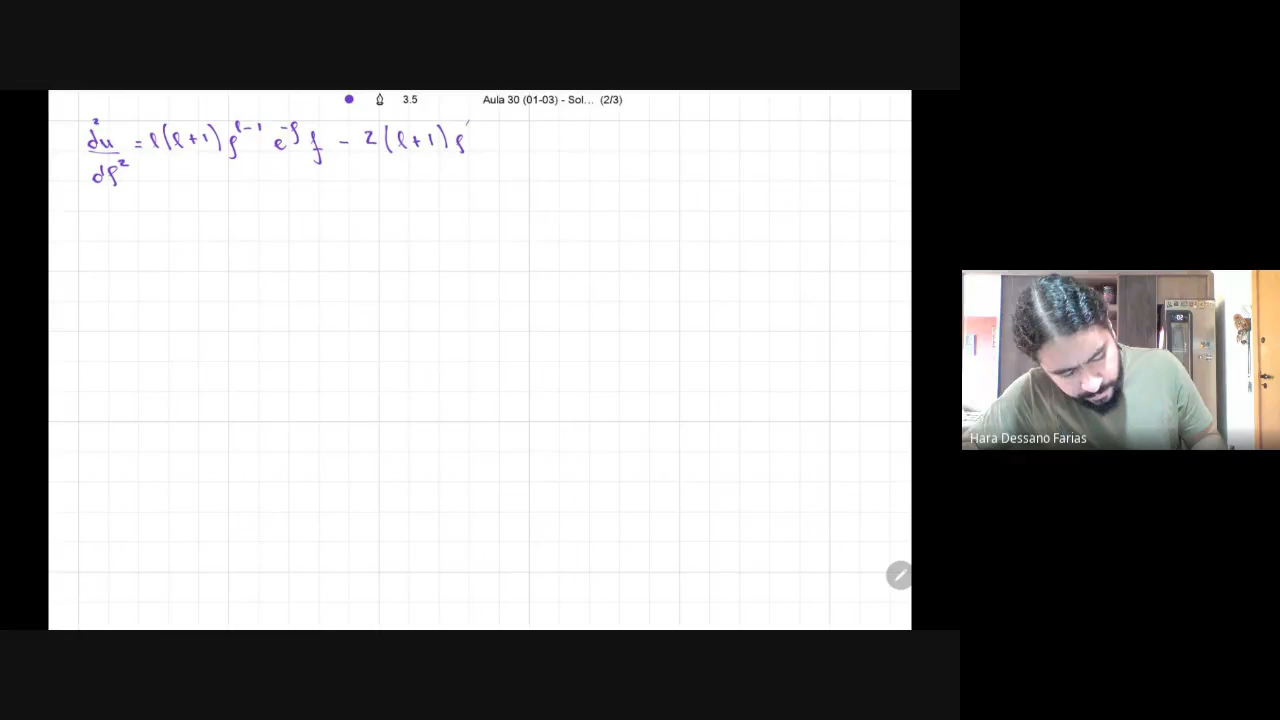 3.5 Aula 30 (01-03) - Sol... (2/3)
d²u/dρ² = l(l+1) ρ^{l-1} e^{-ρ} f - 2(l+1) ρ
Hara Dessano Farias